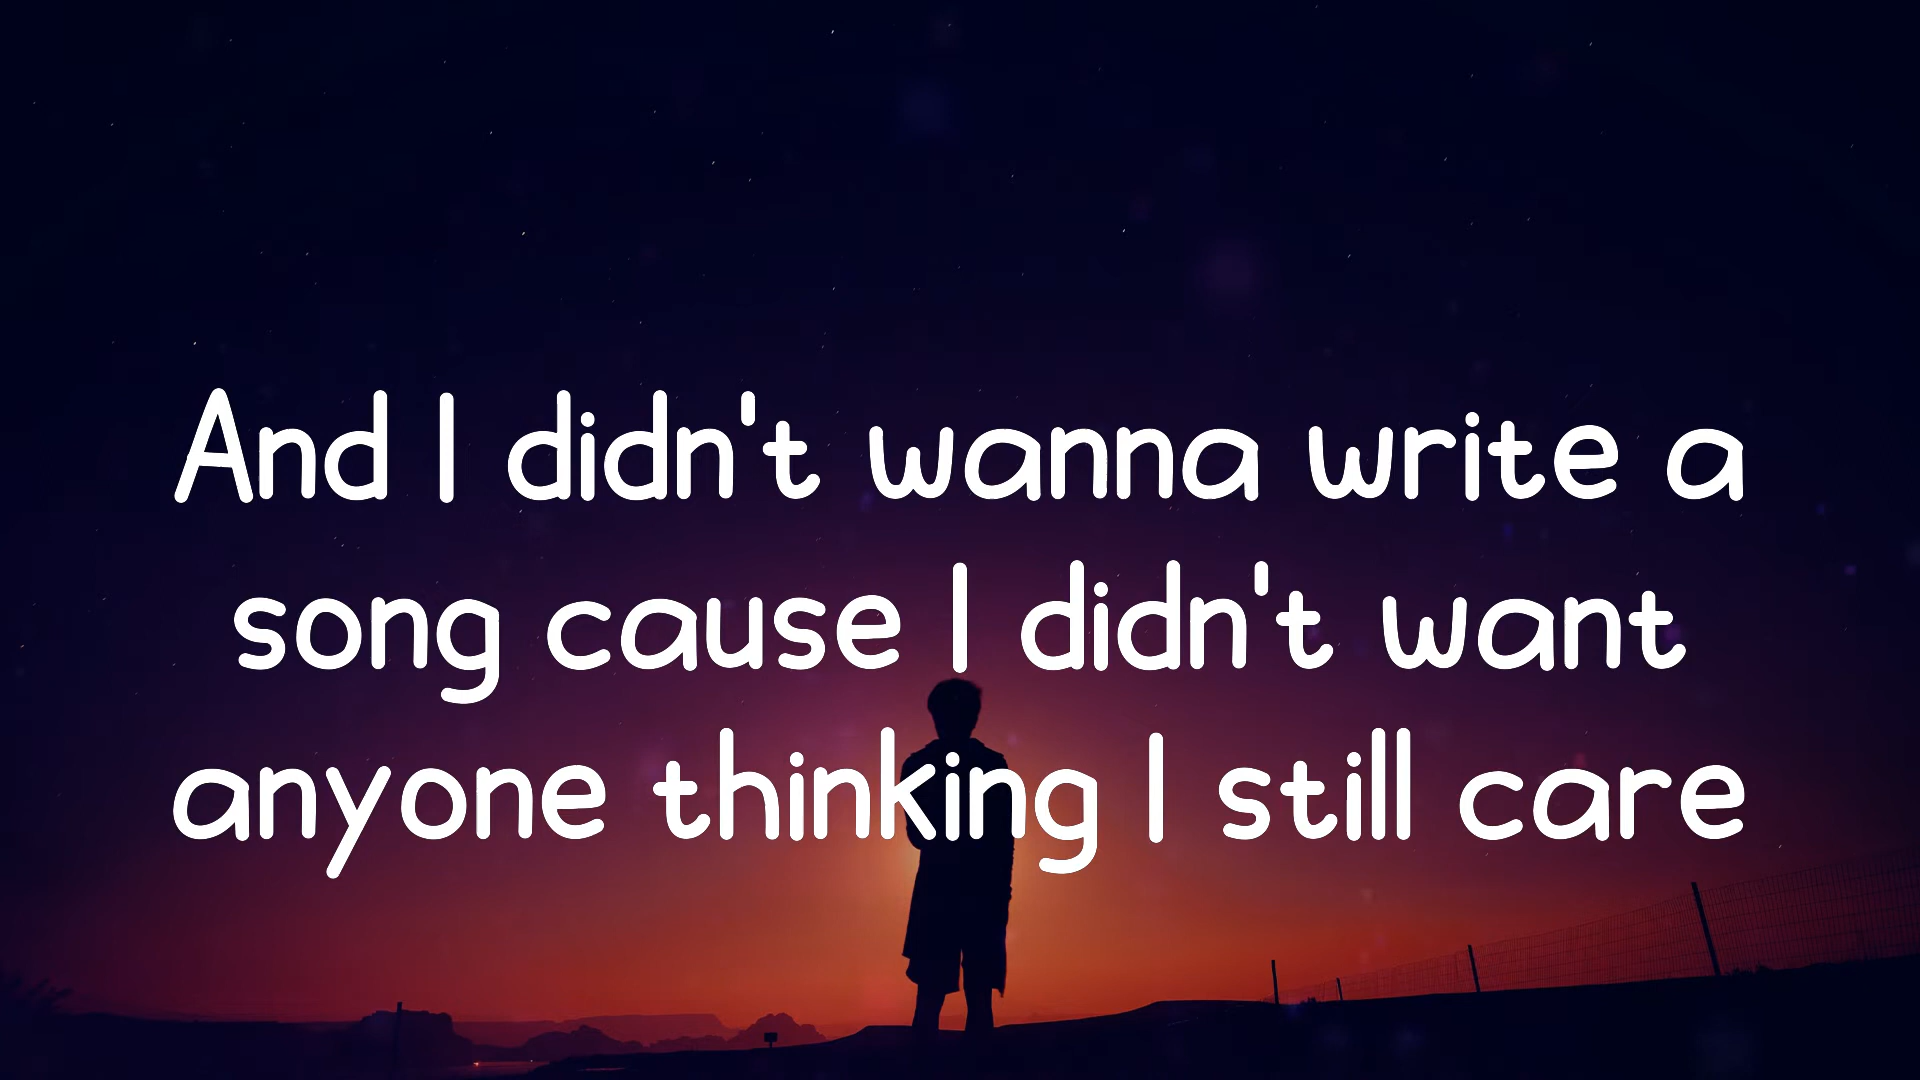 And I didn't wanna write a
song cause I didn't want
anyone thinking I still care